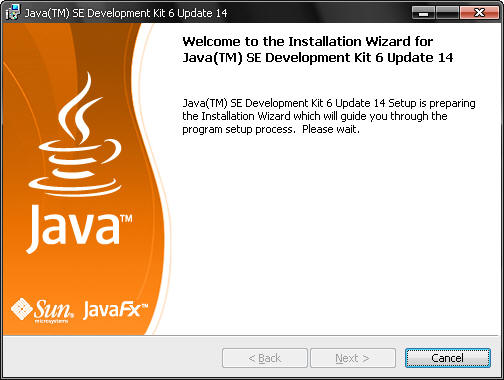 Java(TM) SE Development Kit 6 Update 14
Welcome to the Installation Wizard for
Java(TM) SE Development Kit 6 Update 14
Java(TM) SE Development Kit 6 Update 14 Setup is preparing
the Installation Wizard which will guide you through the
program setup process.  Please wait.
Java™
Sun
microsystems
JavaFx™
< Back
Next >
Cancel